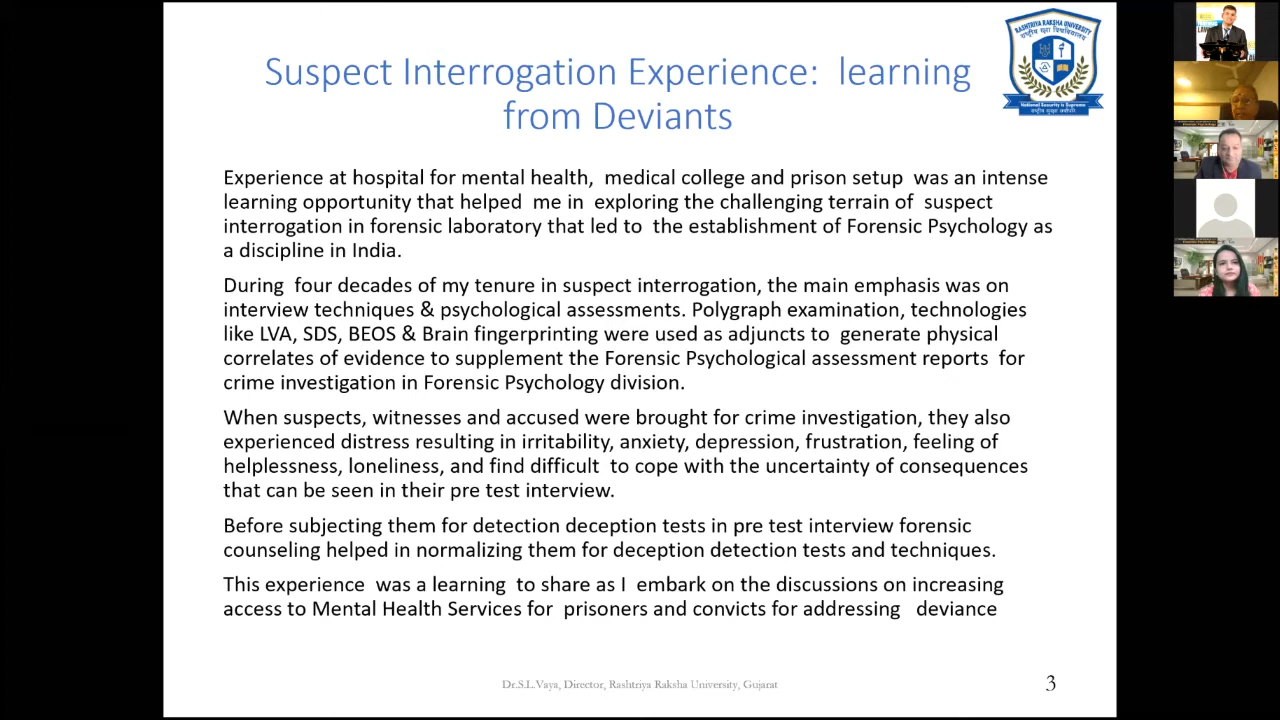 Suspect Interrogation Experience: learning
from Deviants
RASHTRIYA RAKSHA UNIVERSITY
राष्ट्रीय रक्षा विश्वविद्यालय
National Security is Supreme
Experience at hospital for mental health, medical college and prison setup was an intense
learning opportunity that helped me in exploring the challenging terrain of suspect
interrogation in forensic laboratory that led to the establishment of Forensic Psychology as
a discipline in India.
During four decades of my tenure in suspect interrogation, the main emphasis was on
interview techniques & psychological assessments. Polygraph examination, technologies
like LVA, SDS, BEOS & Brain fingerprinting were used as adjuncts to generate physical
correlates of evidence to supplement the Forensic Psychological assessment reports for
crime investigation in Forensic Psychology division.
When suspects, witnesses and accused were brought for crime investigation, they also
experienced distress resulting in irritability, anxiety, depression, frustration, feeling of
helplessness, loneliness, and find difficult to cope with the uncertainty of consequences
that can be seen in their pre test interview.
Before subjecting them for detection deception tests in pre test interview forensic
counseling helped in normalizing them for deception detection tests and techniques.
This experience was a learning to share as I embark on the discussions on increasing
access to Mental Health Services for prisoners and convicts for addressing deviance
Dr.S.L.Vaya, Director, Rashtriya Raksha University, Gujarat
3